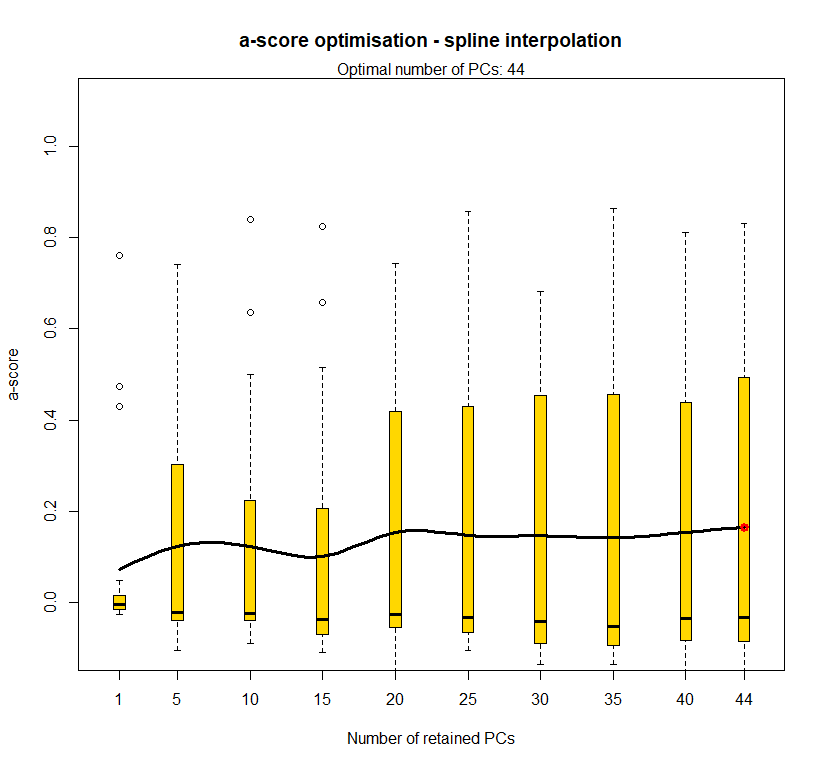 a-score optimisation - spline interpolation
Optimal number of PCs: 44
1.0
0.8
0.6
0.4
0.2
0.0
a-score
1 5 10 15 20 25 30 35 40 44
Number of retained PCs